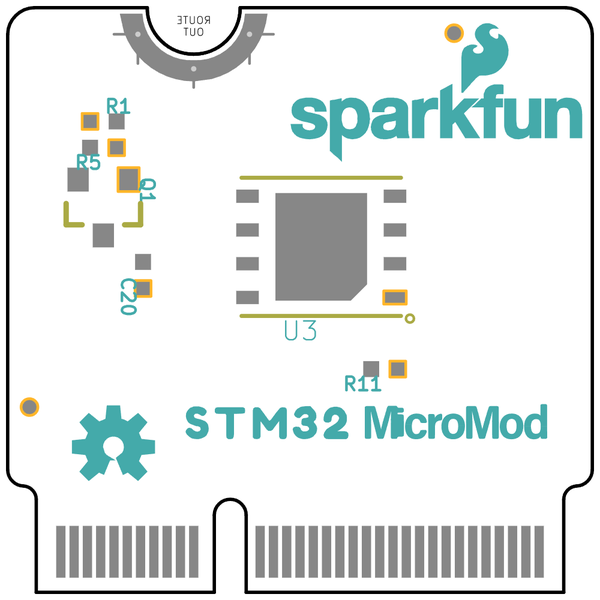 ROUTE
OUT
sparkfun
R1
R5
Q1
C20
U3
R11
STM32 MicroMod